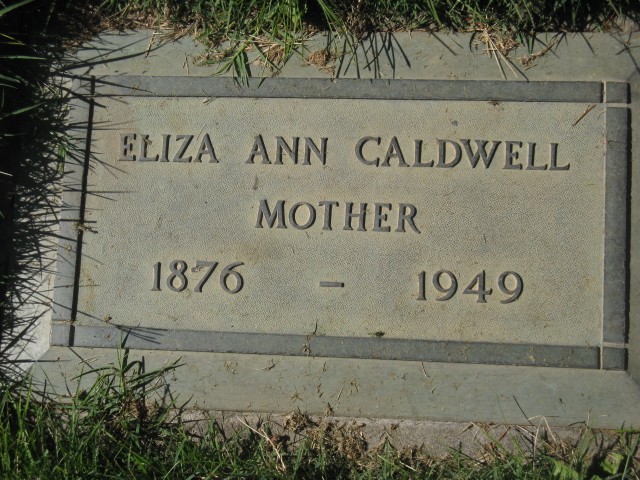 ELIZA ANN CALDWELL
MOTHER
1876 – 1949